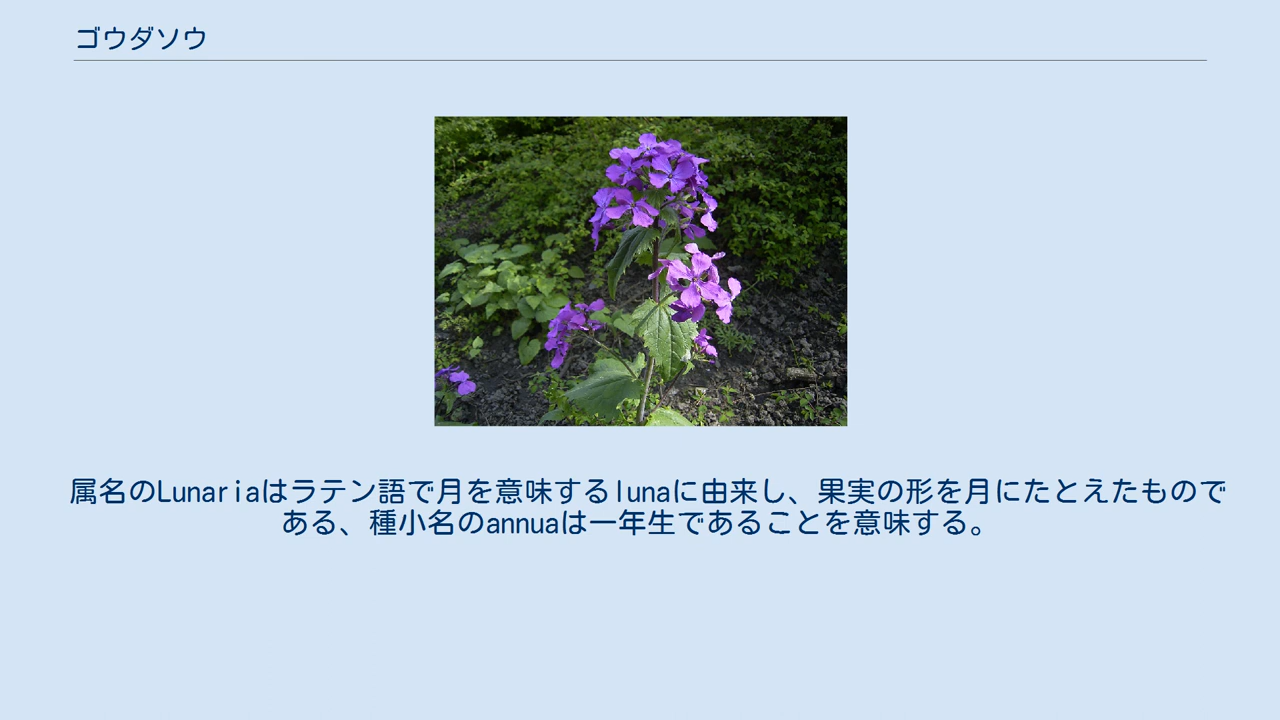 ゴウダソウ
属名のLunariaはラテン語で月を意味するlunaに由来し、果実の形を月にたとえたもので
ある、種小名のannuaは一年生であることを意味する。